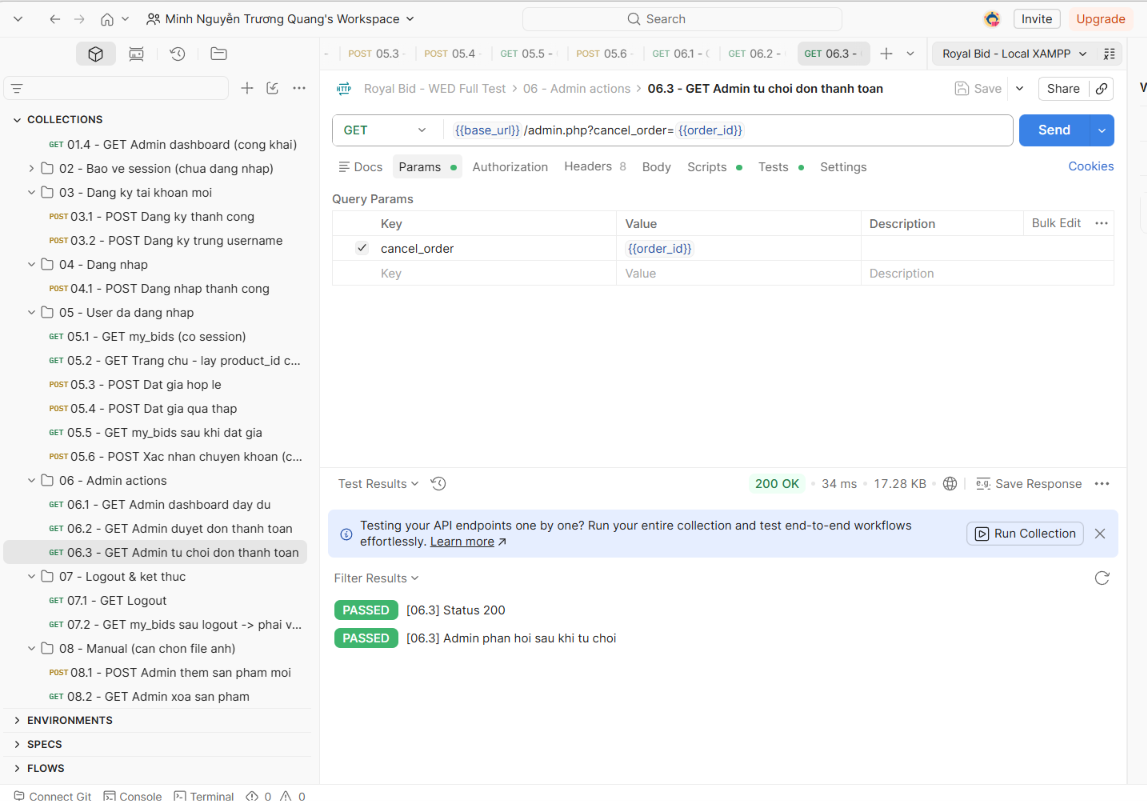 Minh Nguyễn Trương Quang's Workspace
Search
Invite
Upgrade
POST 05.3
POST 05.4
GET 05.5 -
POST 05.6
GET 06.1 -
GET 06.2 -
GET 06.3 -
Royal Bid - Local XAMPP
HTTP
Royal Bid - WED Full Test > 06 - Admin actions > 06.3 - GET Admin tu choi don thanh toan
Save
Share
GET
{{base_url}} /admin.php?cancel_order= {{order_id}}
Send
Docs
Params
Authorization
Headers 8
Body
Scripts
Tests
Settings
Cookies
Query Params
Key Value Description Bulk Edit
cancel_order {{order_id}}
Key Value Description
COLLECTIONS
GET 01.4 - GET Admin dashboard (cong khai)
02 - Bao ve session (chua dang nhap)
03 - Dang ky tai khoan moi
POST 03.1 - POST Dang ky thanh cong
POST 03.2 - POST Dang ky trung username
04 - Dang nhap
POST 04.1 - POST Dang nhap thanh cong
05 - User da dang nhap
GET 05.1 - GET my_bids (co session)
GET 05.2 - GET Trang chu - lay product_id c...
POST 05.3 - POST Dat gia hop le
POST 05.4 - POST Dat gia qua thap
GET 05.5 - GET my_bids sau khi dat gia
POST 05.6 - POST Xac nhan chuyen khoan (c...
06 - Admin actions
GET 06.1 - GET Admin dashboard day du
GET 06.2 - GET Admin duyet don thanh toan
GET 06.3 - GET Admin tu choi don thanh toan
07 - Logout & ket thuc
GET 07.1 - GET Logout
GET 07.2 - GET my_bids sau logout -> phai v...
08 - Manual (can chon file anh)
POST 08.1 - POST Admin them san pham moi
GET 08.2 - GET Admin xoa san pham
ENVIRONMENTS
SPECS
FLOWS
Test Results
200 OK • 34 ms • 17.28 KB
e.g. Save Response
Testing your API endpoints one by one? Run your entire collection and test end-to-end workflows
effortlessly. Learn more ↗
Run Collection
Filter Results
PASSED [06.3] Status 200
PASSED [06.3] Admin phan hoi sau khi tu choi
Connect Git
Console
Terminal
0
0